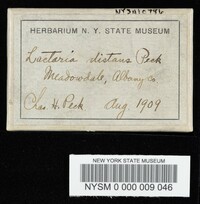 HERBARIUM N. Y. STATE MUSEUM
Lactaria distans Peck
Meadowdale, Albany Co
Chas. H. Peck Aug. 1909
NEW YORK STATE MUSEUM
NYSM 0 000 009 046